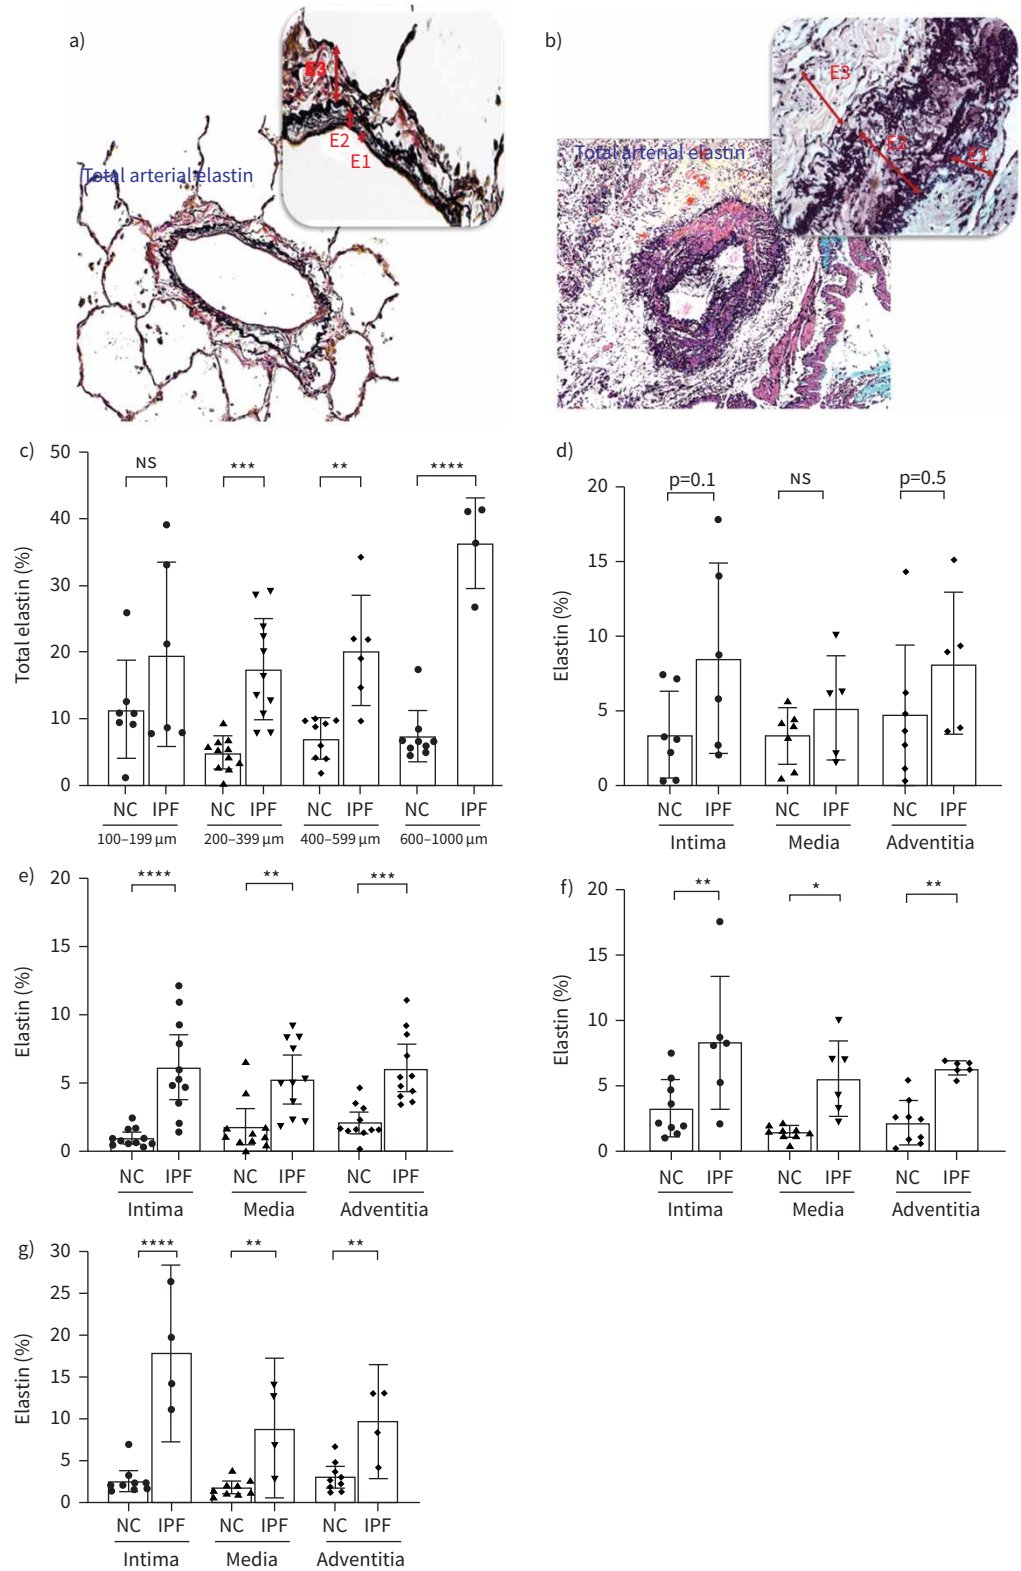 a)
E3
E2
E1
Total arterial elastin
b)
E3
E2
E1
Total arterial elastin
c)
Total elastin (%)
50
40
30
20
10
0
NS
***
**
****
NC IPF NC IPF NC IPF NC IPF
100–199 µm 200–399 µm 400–599 µm 600–1000 µm
d)
Elastin (%)
20
15
10
5
0
p=0.1
NS
p=0.5
NC IPF NC IPF NC IPF
Intima Media Adventitia
e)
Elastin (%)
20
15
10
5
0
****
**
***
NC IPF NC IPF NC IPF
Intima Media Adventitia
f)
Elastin (%)
20
15
10
5
0
**
*
**
NC IPF NC IPF NC IPF
Intima Media Adventitia
g)
Elastin (%)
30
25
20
15
10
5
0
****
**
**
NC IPF NC IPF NC IPF
Intima Media Adventitia